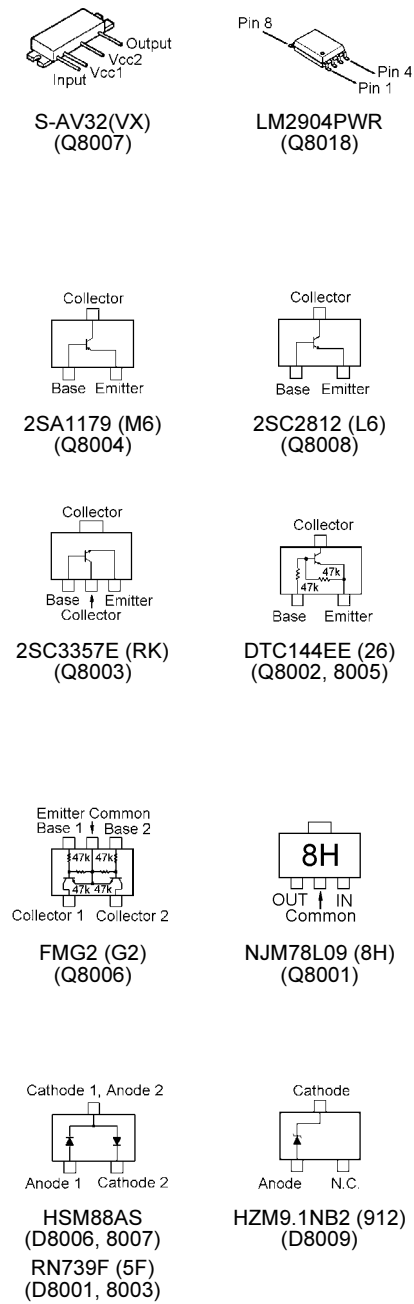 Output
Vcc2
Vcc1
Input
S-AV32(VX)
(Q8007)
Pin 8
Pin 4
Pin 1
LM2904PWR
(Q8018)
Collector
Base Emitter
2SA1179 (M6)
(Q8004)
Collector
Base Emitter
2SC2812 (L6)
(Q8008)
Collector
Base Emitter
Collector
2SC3357E (RK)
(Q8003)
Collector
47k
47k
Base Emitter
DTC144EE (26)
(Q8002, 8005)
Emitter Common
Base 1 Base 2
47k 47k
47k 47k
Collector 1 Collector 2
FMG2 (G2)
(Q8006)
8H
OUT IN
Common
NJM78L09 (8H)
(Q8001)
Cathode 1, Anode 2
Anode 1 Cathode 2
HSM88AS
(D8006, 8007)
RN739F (5F)
(D8001, 8003)
Cathode
Anode N.C.
HZM9.1NB2 (912)
(D8009)